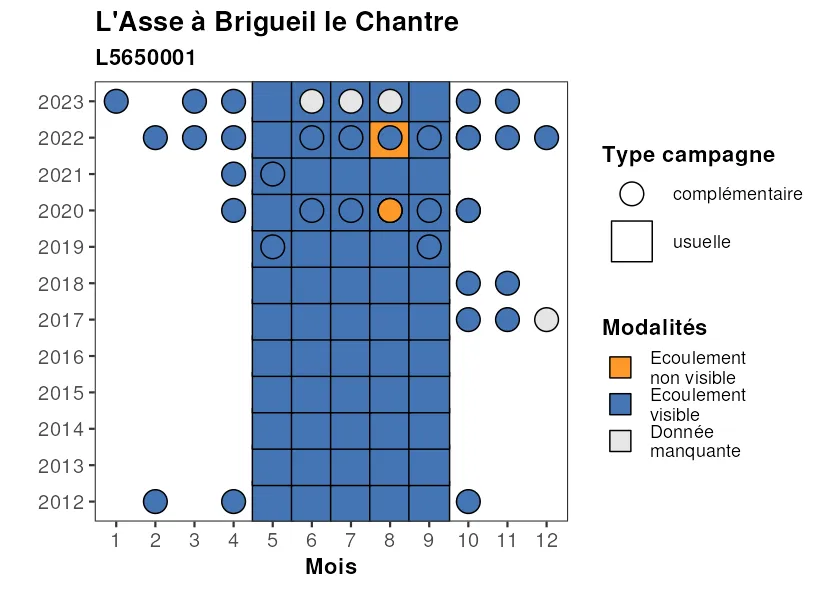 L'Asse à Brigueil le Chantre
L5650001
2023
2022
2021
2020
2019
2018
2017
2016
2015
2014
2013
2012
1 2 3 4 5 6 7 8 9 10 11 12
Mois
Type campagne
complémentaire
usuelle
Modalités
Ecoulement
non visible
Ecoulement
visible
Donnée
manquante